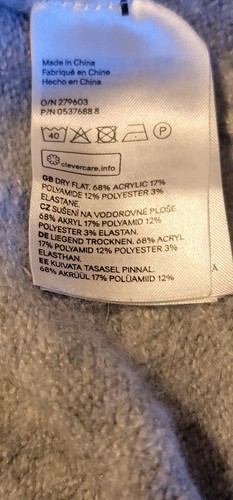 Made in China
Fabriqué en Chine
Hecho en China
O/N 279603
P/N 0537688 8
40 P
clevercare.info
GB DRY FLAT. 68% ACRYLIC 17%
POLYAMIDE 12% POLYESTER 3%
ELASTANE.
CZ SUŠENÍ NA VODOROVNÉ PLOŠE.
68% AKRYL 17% POLYAMID 12%
POLYESTER 3% ELASTAN.
DE LIEGEND TROCKNEN. 68% ACRYL
17% POLYAMID 12% POLYESTER 3%
ELASTHAN.
EE KUIVATA TASASEL PINNAL.
68% AKRÜÜL 17% POLÜAMIID 12%